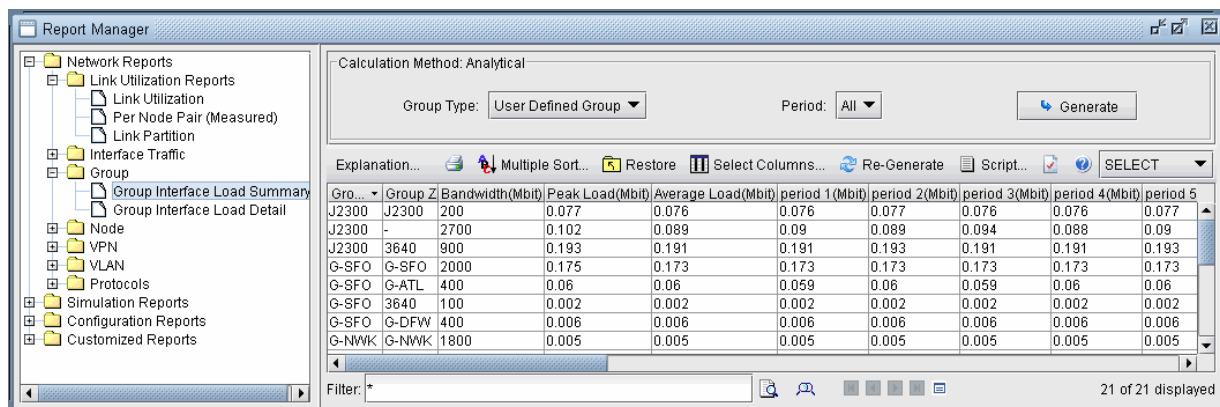 Report Manager
Network Reports
Link Utilization Reports
Link Utilization
Per Node Pair (Measured)
Link Partition
Interface Traffic
Group
Group Interface Load Summary
Group Interface Load Detail
Node
VPN
VLAN
Protocols
Simulation Reports
Configuration Reports
Customized Reports
Calculation Method: Analytical
Group Type: User Defined Group Period: All Generate
Explanation... Multiple Sort... Restore Select Columns... Re-Generate Script... SELECT
Gro... Group Z Bandwidth(Mbit) Peak Load(Mbit) Average Load(Mbit) period 1(Mbit) period 2(Mbit) period 3(Mbit) period 4(Mbit) period 5
J2300 J2300 200 0.077 0.076 0.076 0.077 0.076 0.076 0.077
J2300 - 2700 0.102 0.089 0.09 0.089 0.094 0.088 0.09
J2300 3640 900 0.193 0.191 0.191 0.193 0.191 0.191 0.193
G-SFO G-SFO 2000 0.175 0.173 0.173 0.173 0.173 0.173 0.173
G-SFO G-ATL 400 0.06 0.06 0.059 0.06 0.059 0.06 0.06
G-SFO 3640 100 0.002 0.002 0.002 0.002 0.002 0.002 0.002
G-SFO G-DFW 400 0.006 0.006 0.006 0.006 0.006 0.006 0.006
G-NWK G-NWK 1800 0.005 0.005 0.005 0.005 0.005 0.005 0.005
Filter: * 21 of 21 displayed